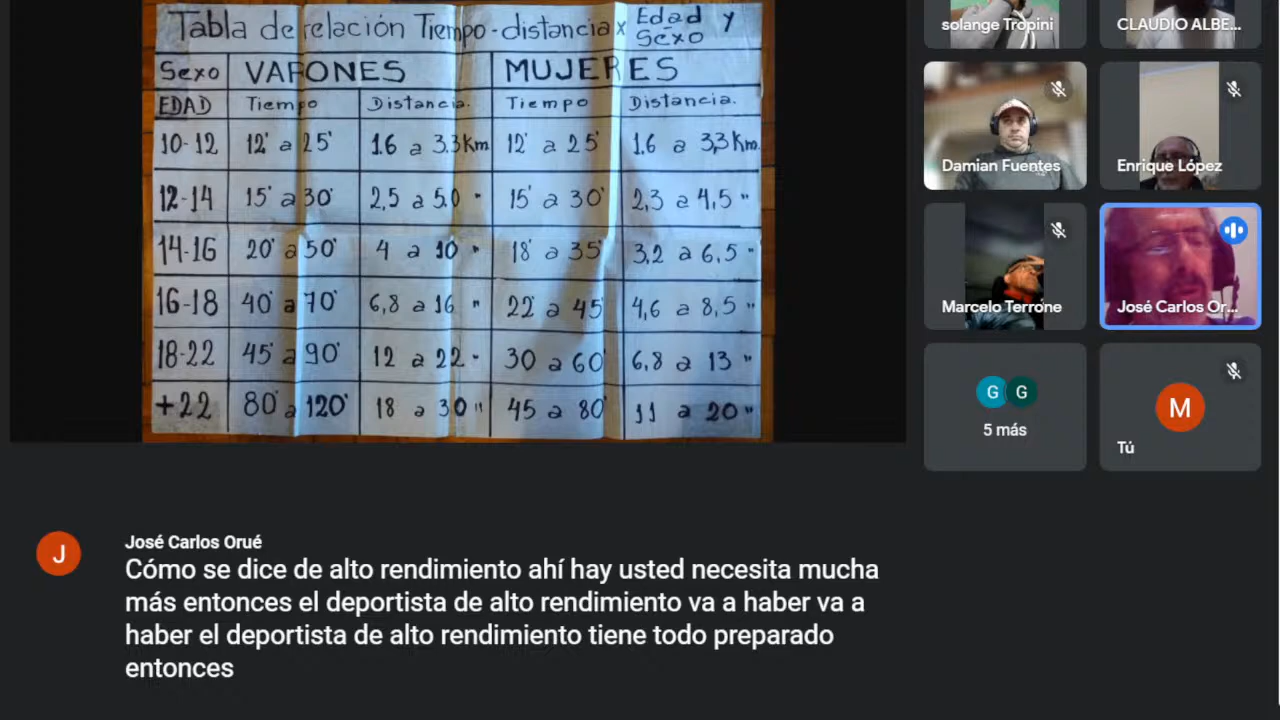 Tabla de relación Tiempo-distancia x Edad y Sexo
Sexo VARONES MUJERES
EDAD Tiempo Distancia. Tiempo Distancia.
10-12 12' a 25' 1.6 a 3.3 Km 12' a 25' 1.6 a 3,3 Km.
12-14 15' a 30' 2,5 a 5.0 " 15' a 30' 2,3 a 4,5 "
14-16 20' a 50' 4 a 10 " 18' a 35' 3,2 a 6,5 "
16-18 40' a 70' 6,8 a 16 " 22' a 45' 4,6 a 8,5 "
18-22 45' a 90' 12 a 22 " 30 a 60' 6,8 a 13 "
+22 80' a 120' 18 a 30 " 45 a 80' 11 a 20 "
solange Tropini
CLAUDIO ALBE...
Damian Fuentes
Enrique López
Marcelo Terrone
José Carlos Or...
G G
5 más
M
Tú
J
José Carlos Orué
Cómo se dice de alto rendimiento ahí hay usted necesita mucha
más entonces el deportista de alto rendimiento va a haber va a
haber el deportista de alto rendimiento tiene todo preparado
entonces